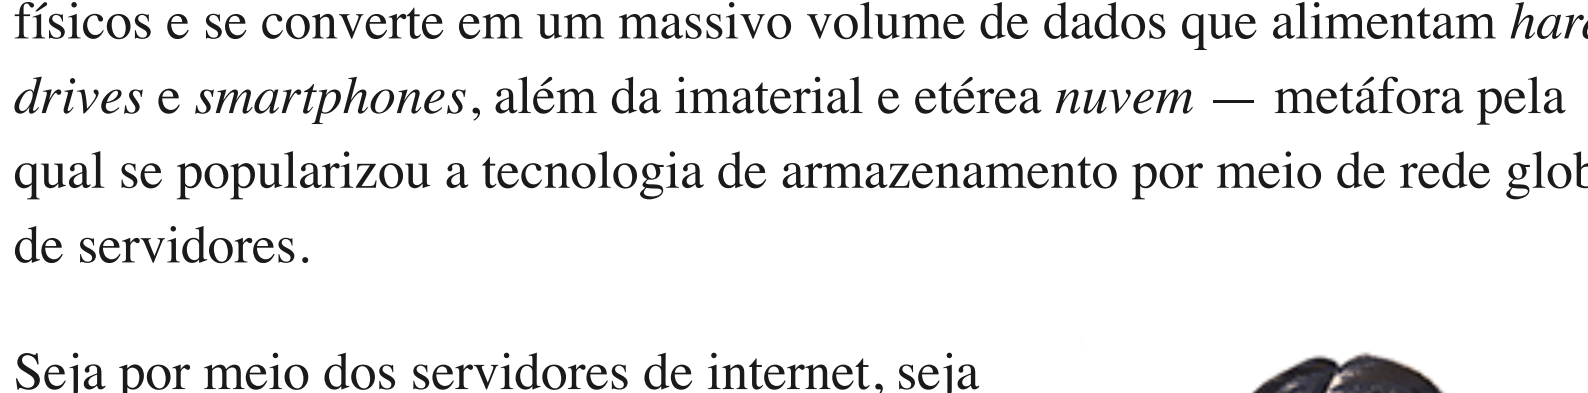 físicos e se converte em um massivo volume de dados que alimentam
drives e smartphones, além da imaterial e etérea nuvem — metáfora pela
qual se popularizou a tecnologia de armazenamento por meio de rede
de servidores.
Seja por meio dos servidores de internet, seja